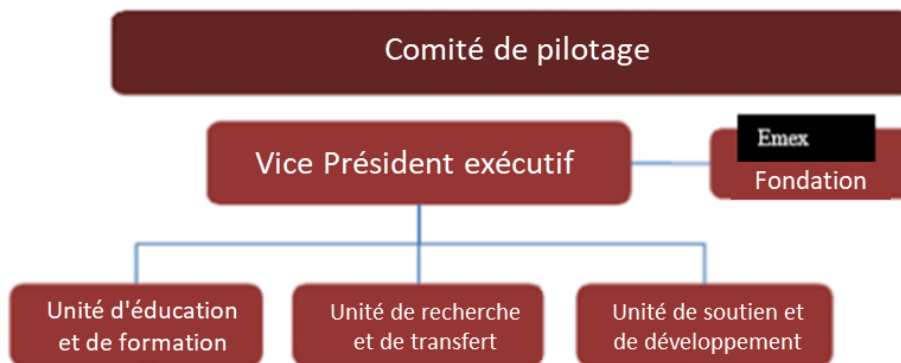 Comité de pilotage
Vice Président exécutif
Emex
Fondation
Unité d'éducation
et de formation
Unité de recherche
et de transfert
Unité de soutien et
de développement